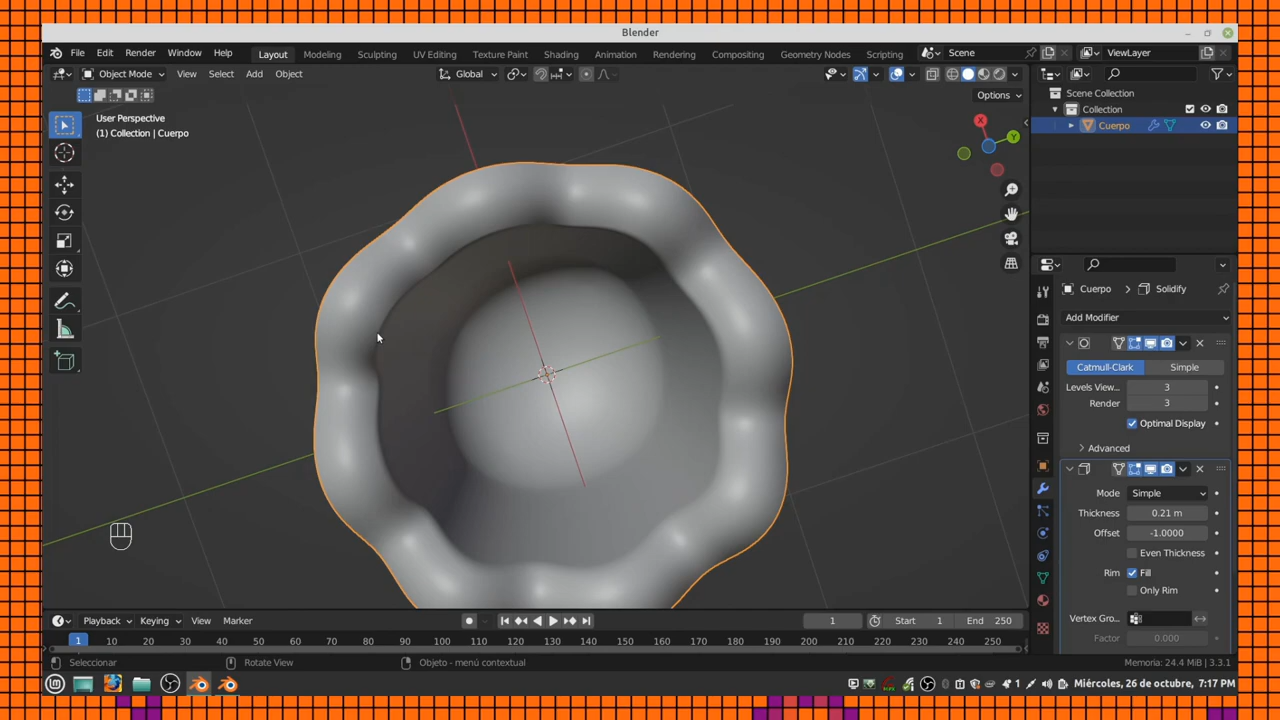 Blender
File Edit Render Window Help Layout Modeling Sculpting UV Editing Texture Paint Shading Animation Rendering Compositing Geometry Nodes Scripting Scene ViewLayer
Object Mode View Select Add Object Global
Options
User Perspective
(1) Collection | Cuerpo
X
Y
Scene Collection
Collection
Cuerpo
Cuerpo Solidify
Add Modifier
Catmull-Clark Simple
Levels View... 3
Render 3
Optimal Display
Advanced
Mode Simple
Thickness 0.21 m
Offset -1.0000
Even Thickness
Rim Fill
Only Rim
Vertex Gro...
Factor 0.000
Playback Keying View Marker 1 Start 1 End 250
1 10 20 30 40 50 60 70 80 90 100 110 120 130 140 150 160 170 180 190 200 210 220 230 240 250
Seleccionar Rotate View Objeto - menú contextual Memoria: 24.4 MiB | 3.3.1
1 Miércoles, 26 de octubre, 7:17 PM